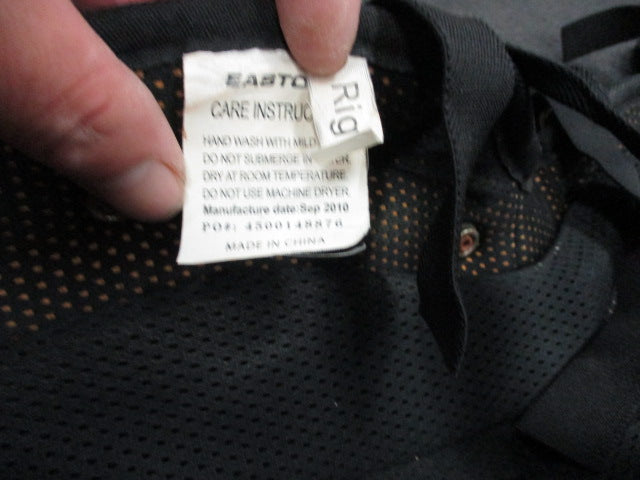 EASTO
CARE INSTRUC
HAND WASH WITH MILD
DO NOT SUBMERGE IN
DRY AT ROOM TEMPERATURE
DO NOT USE MACHINE DRYER
Manufacture date:Sep 2010
PO#: 4500148876
MADE IN CHINA
Rig